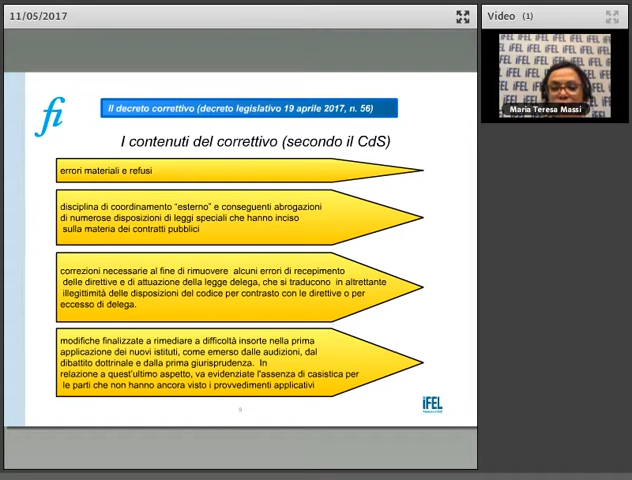 11/05/2017
Video (1)
iFEL
Maria Teresa Massi
fi
Il decreto correttivo (decreto legislativo 19 aprile 2017, n. 56)
I contenuti del correttivo (secondo il CdS)
errori materiali e refusi
disciplina di coordinamento "esterno" e conseguenti abrogazioni
di numerose disposizioni di leggi speciali che hanno inciso
sulla materia dei contratti pubblici
correzioni necessarie al fine di rimuovere alcuni errori di recepimento
delle direttive e di attuazione della legge delega, che si traducono in altrettante
illegittimità delle disposizioni del codice per contrasto con le direttive o per
eccesso di delega.
modifiche finalizzate a rimediare a difficoltà insorte nella prima
applicazione dei nuovi istituti, come emerso dalle audizioni, dal
dibattito dottrinale e dalla prima giurisprudenza. In
relazione a quest'ultimo aspetto, va evidenziate l'assenza di casistica per
le parti che non hanno ancora visto i provvedimenti applicativi
9
iFEL